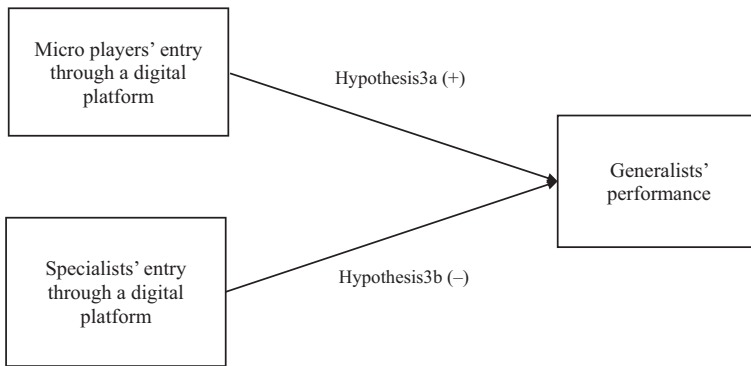 Micro players’ entry
through a digital
platform
Hypothesis3a (+)
Generalists’
performance
Specialists’ entry
through a digital
platform
Hypothesis3b (–)